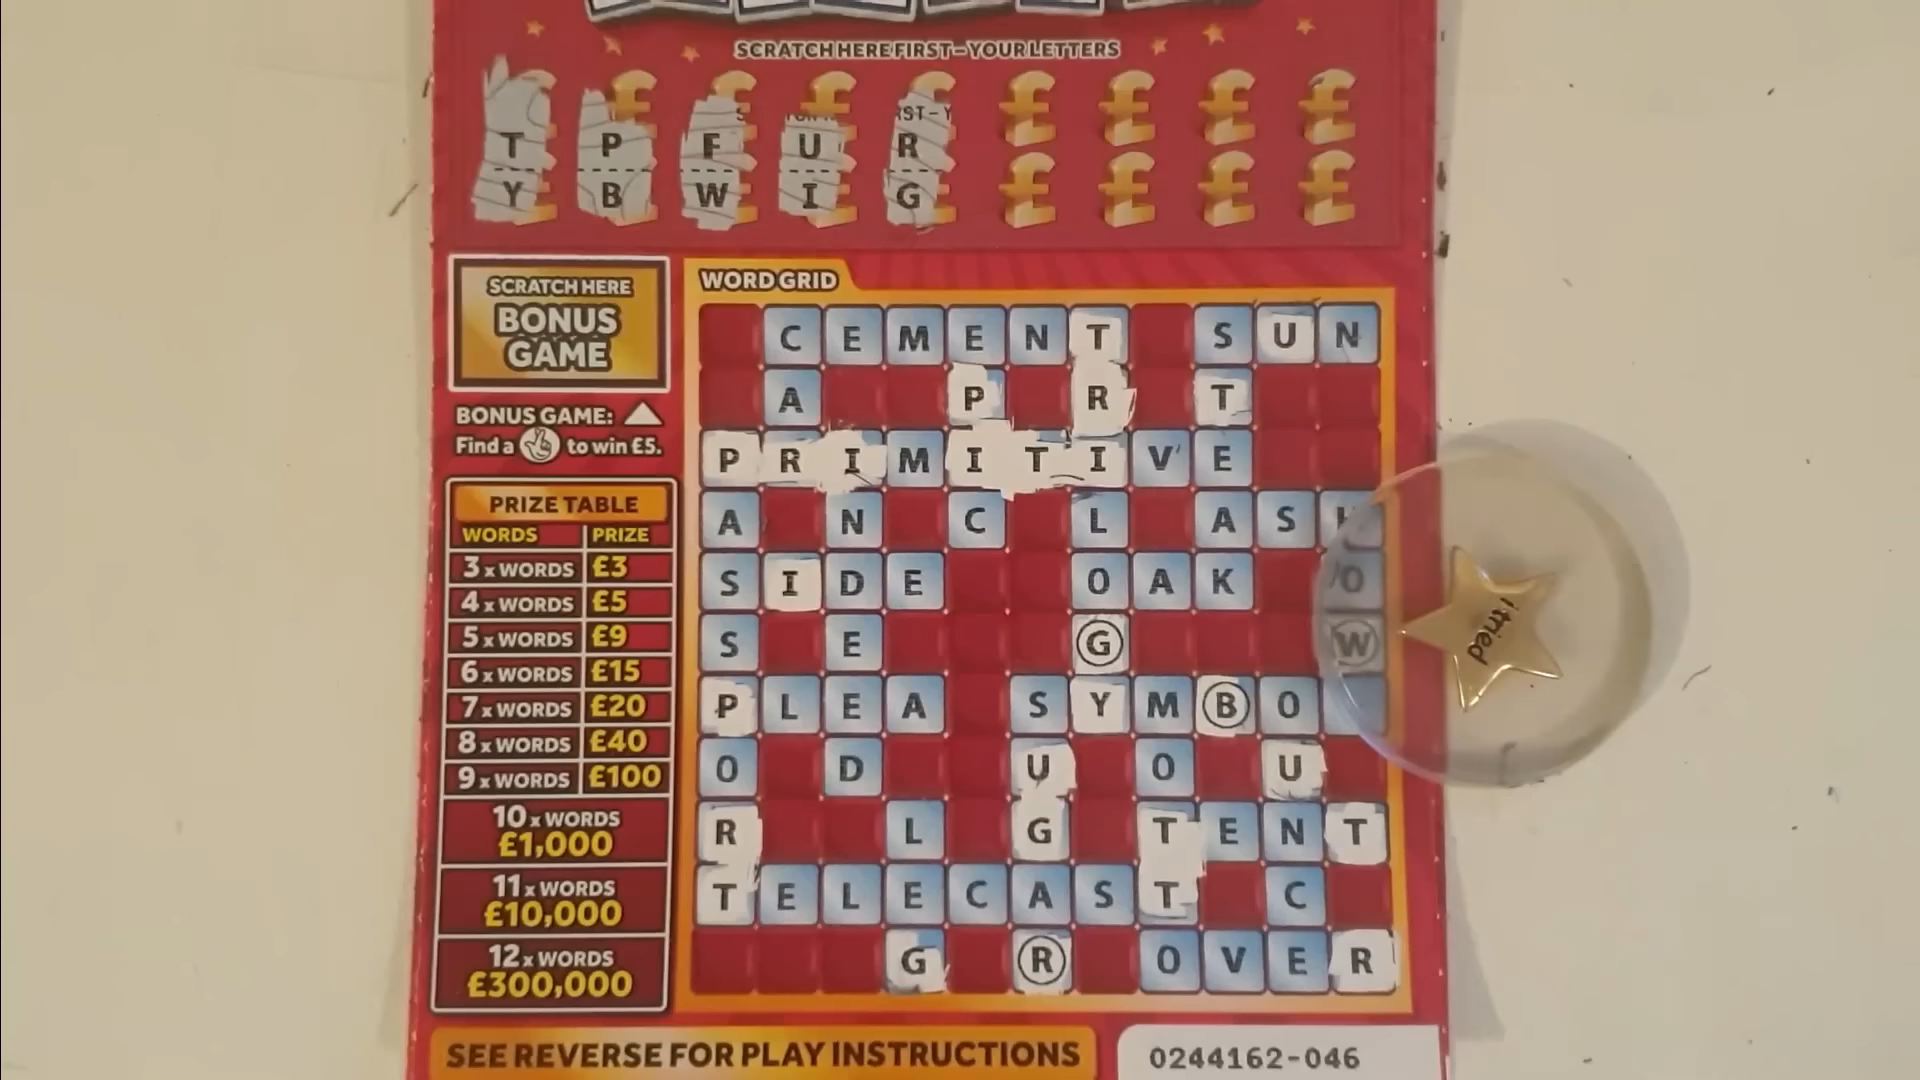 SCRATCH HERE FIRST–YOUR LETTERS
£ £ £ £ £ £ £ £ £
IST-Y
T P F U R
Y B W I G
£ £ £ £ £ £ £ £ £
SCRATCH HERE
BONUS
GAME
BONUS GAME:
Find a to win £5.
PRIZE TABLE
WORDS PRIZE
3 x WORDS £3
4 x WORDS £5
5 x WORDS £9
6 x WORDS £15
7 x WORDS £20
8 x WORDS £40
9 x WORDS £100
10 x WORDS
£1,000
11 x WORDS
£10,000
12 x WORDS
£300,000
WORD GRID
C E M E N T S U N
A P R T
P R I M I T I V E
A N C L A S H
S I D E O A K O
S E G W
P L E A S Y M B O
O D U O U
R L G T E N T
T E L E C A S T C
G R O V E R
I tried
SEE REVERSE FOR PLAY INSTRUCTIONS
0244162-046